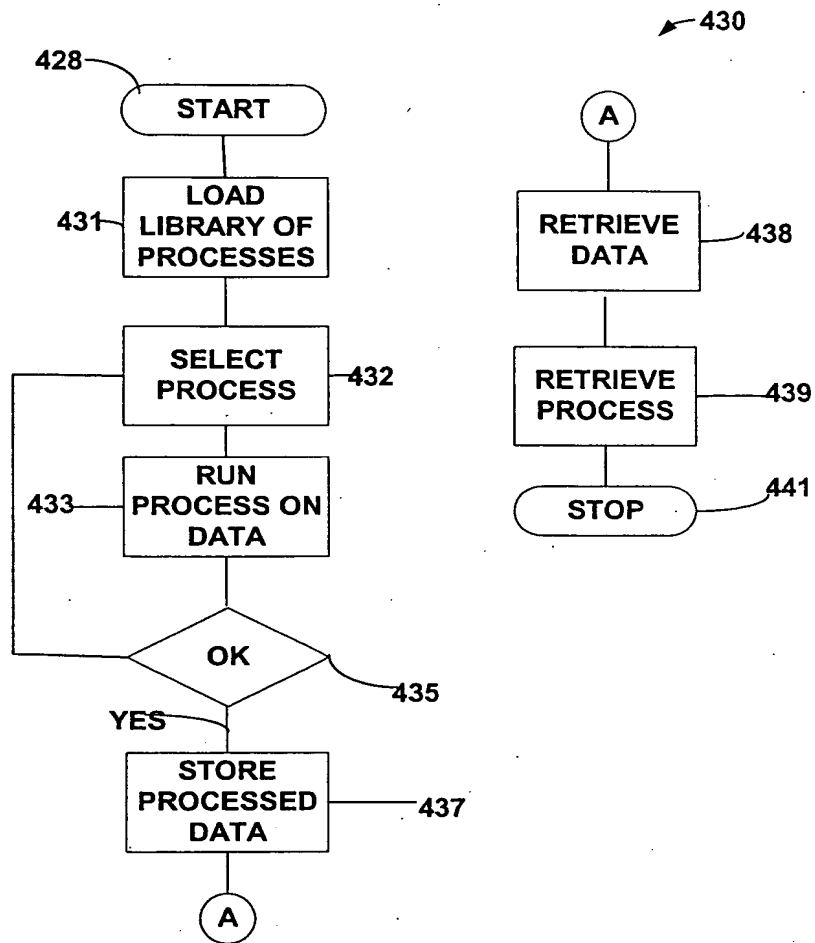 430
428
START
LOAD
LIBRARY OF
PROCESSES
431
SELECT
PROCESS
432
RUN
PROCESS ON
DATA
433
OK
435
YES
STORE
PROCESSED
DATA
437
A
A
RETRIEVE
DATA
438
RETRIEVE
PROCESS
439
STOP
441